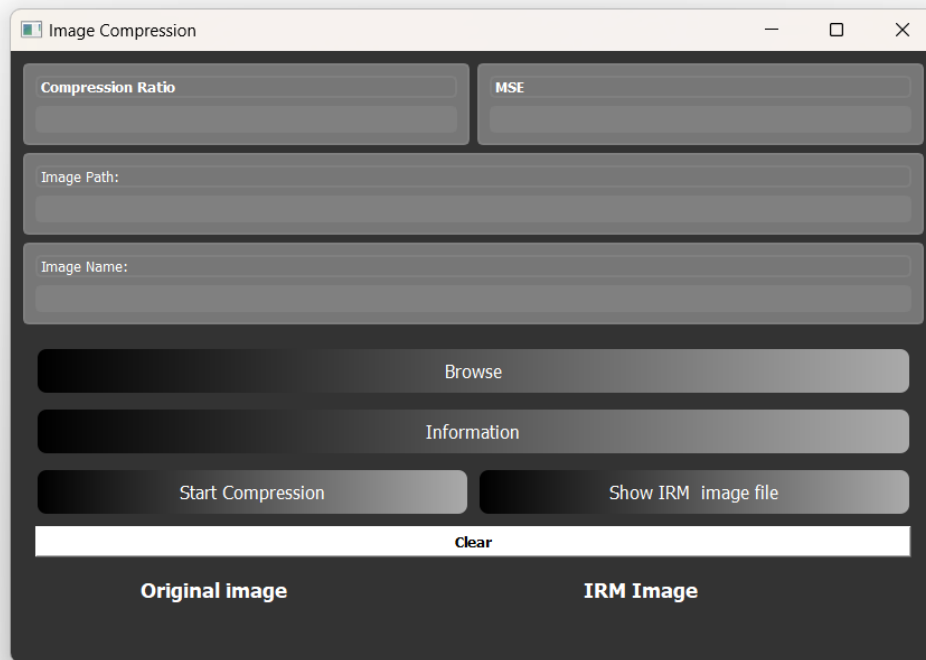 Image Compression
Compression Ratio
MSE
Image Path:
Image Name:
Browse
Information
Start Compression
Show IRM  image file
Clear
Original image
IRM Image